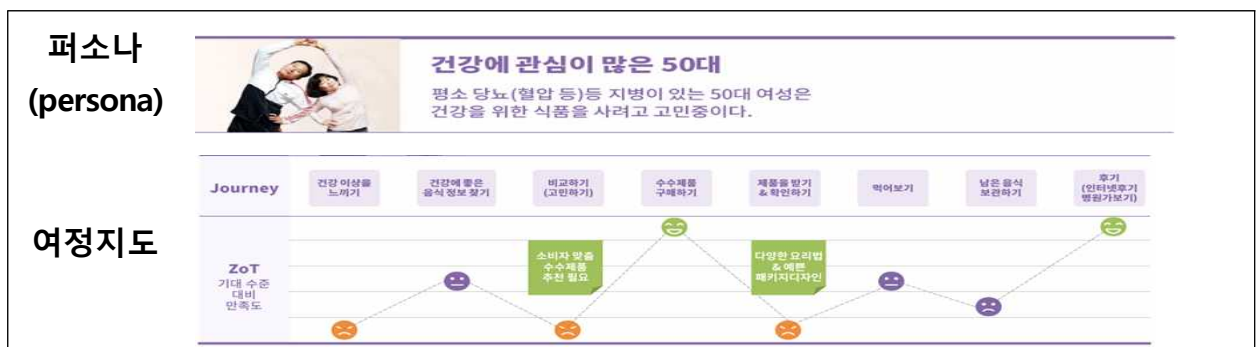 퍼소나
(persona)
건강에 관심이 많은 50대
평소 당뇨(혈압 등)등 지병이 있는 50대 여성은
건강을 위한 식품을 사려고 고민중이다.
여정지도
Journey
건강 이상을
느끼기
건강에 좋은
음식 정보 찾기
비교하기
(고민하기)
수수제품
구매하기
제품을 받기
& 확인하기
먹어보기
남은 음식
보관하기
후기
(인터넷후기
병원가보기)
ZoT
기대 수준
대비
만족도
소비자 맞춤
수수제품
추천 필요
다양한 요리법
& 예쁜
패키지디자인